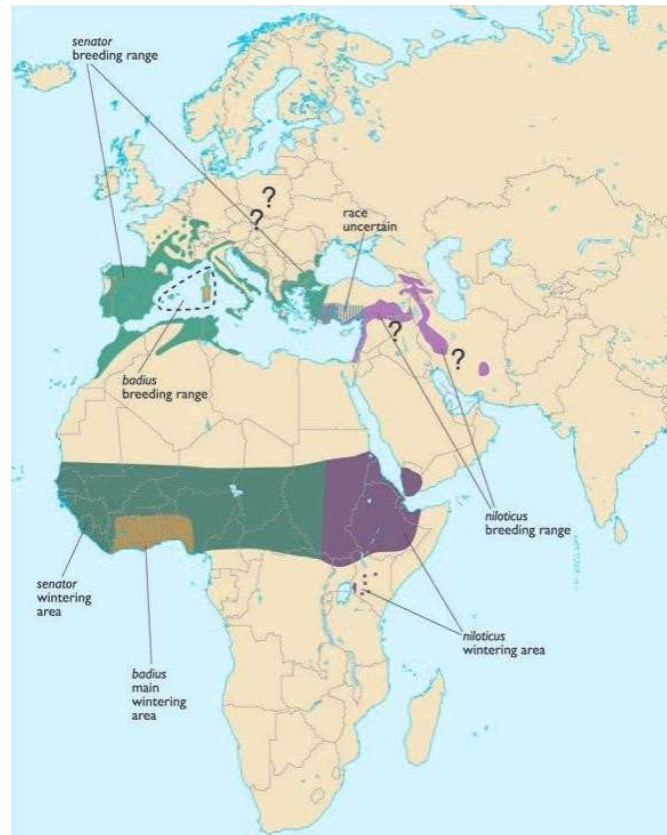 senator
breeding range
?
?
race
uncertain
?
?
badius
breeding range
niloticus
breeding range
senator
wintering
area
niloticus
wintering area
badius
main
wintering
area